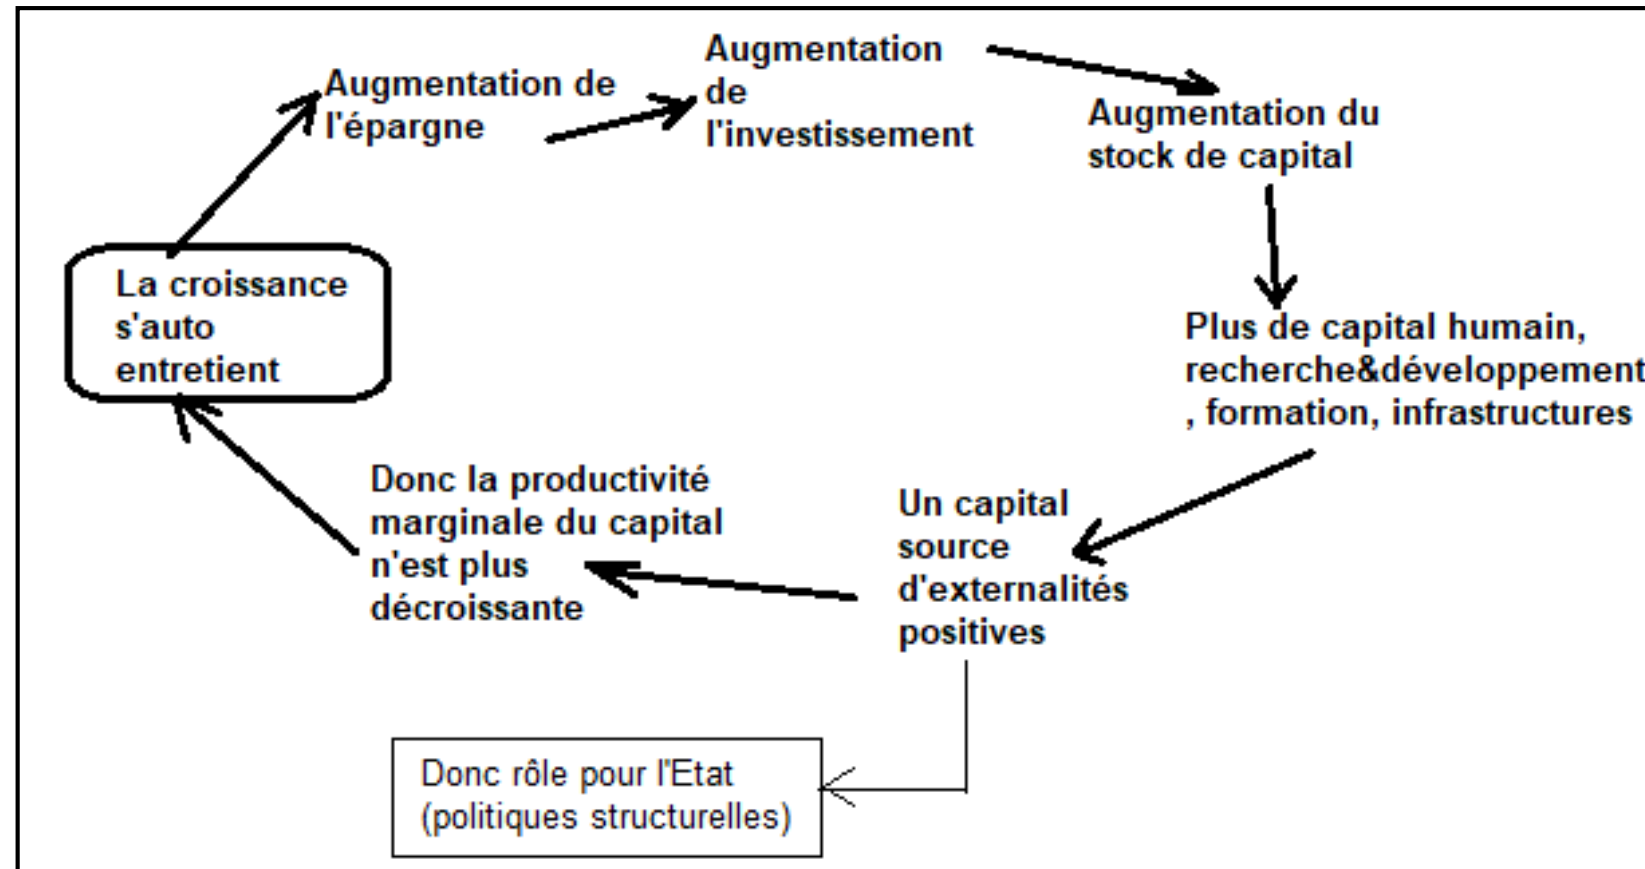 Augmentation de
l'épargne
Augmentation
de
l'investissement
Augmentation du
stock de capital
La croissance
s'auto
entretient
Plus de capital humain,
recherche&développement
, formation, infrastructures
Donc la productivité
marginale du capital
n'est plus
décroissante
Un capital
source
d'externalités
positives
Donc rôle pour l'Etat
(politiques structurelles)